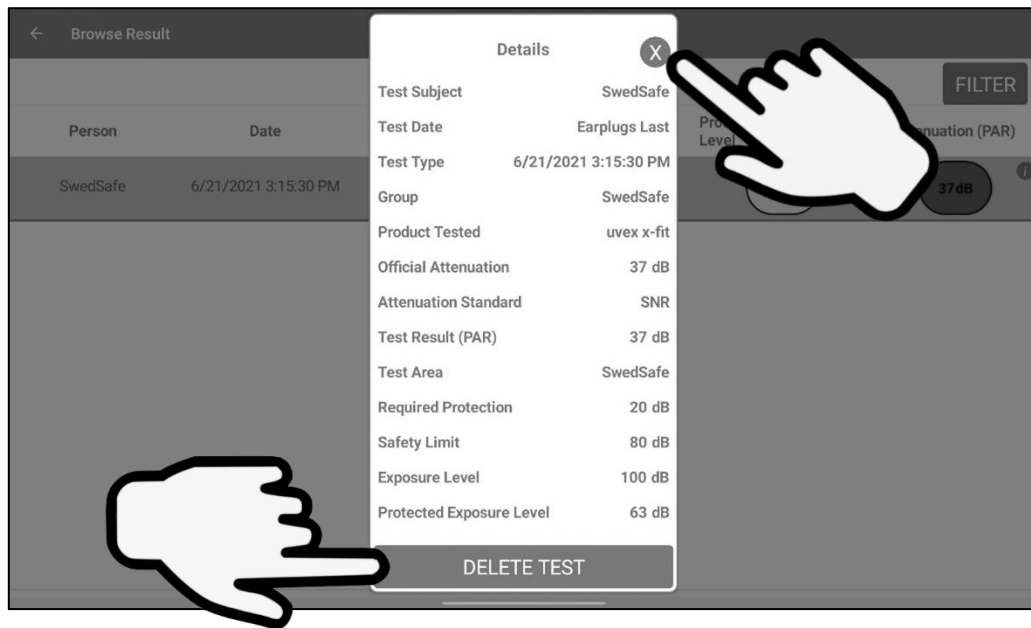 ← Browse Result
Details X
FILTER
Test Subject SwedSafe
Person Date Test Date Earplugs Last Level (PAR)
Test Type 6/21/2021 3:15:30 PM
SwedSafe 6/21/2021 3:15:30 PM 37dB i
Group SwedSafe
Product Tested uvex x-fit
Official Attenuation 37 dB
Attenuation Standard SNR
Test Result (PAR) 37 dB
Test Area SwedSafe
Required Protection 20 dB
Safety Limit 80 dB
Exposure Level 100 dB
Protected Exposure Level 63 dB
DELETE TEST